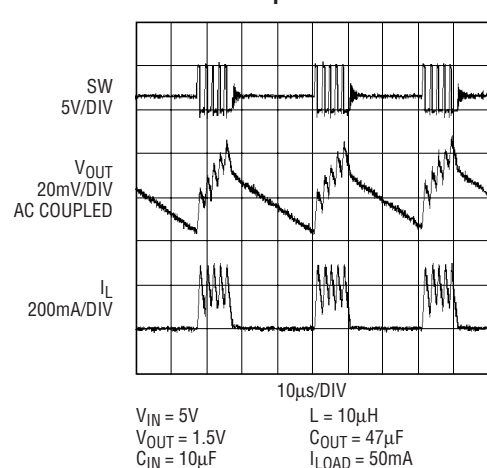 SW
5V/DIV
VOUT
20mV/DIV
AC COUPLED
IL
200mA/DIV
10µs/DIV
VIN = 5V
VOUT = 1.5V
CIN = 10µF
L = 10µH
COUT = 47µF
ILOAD = 50mA